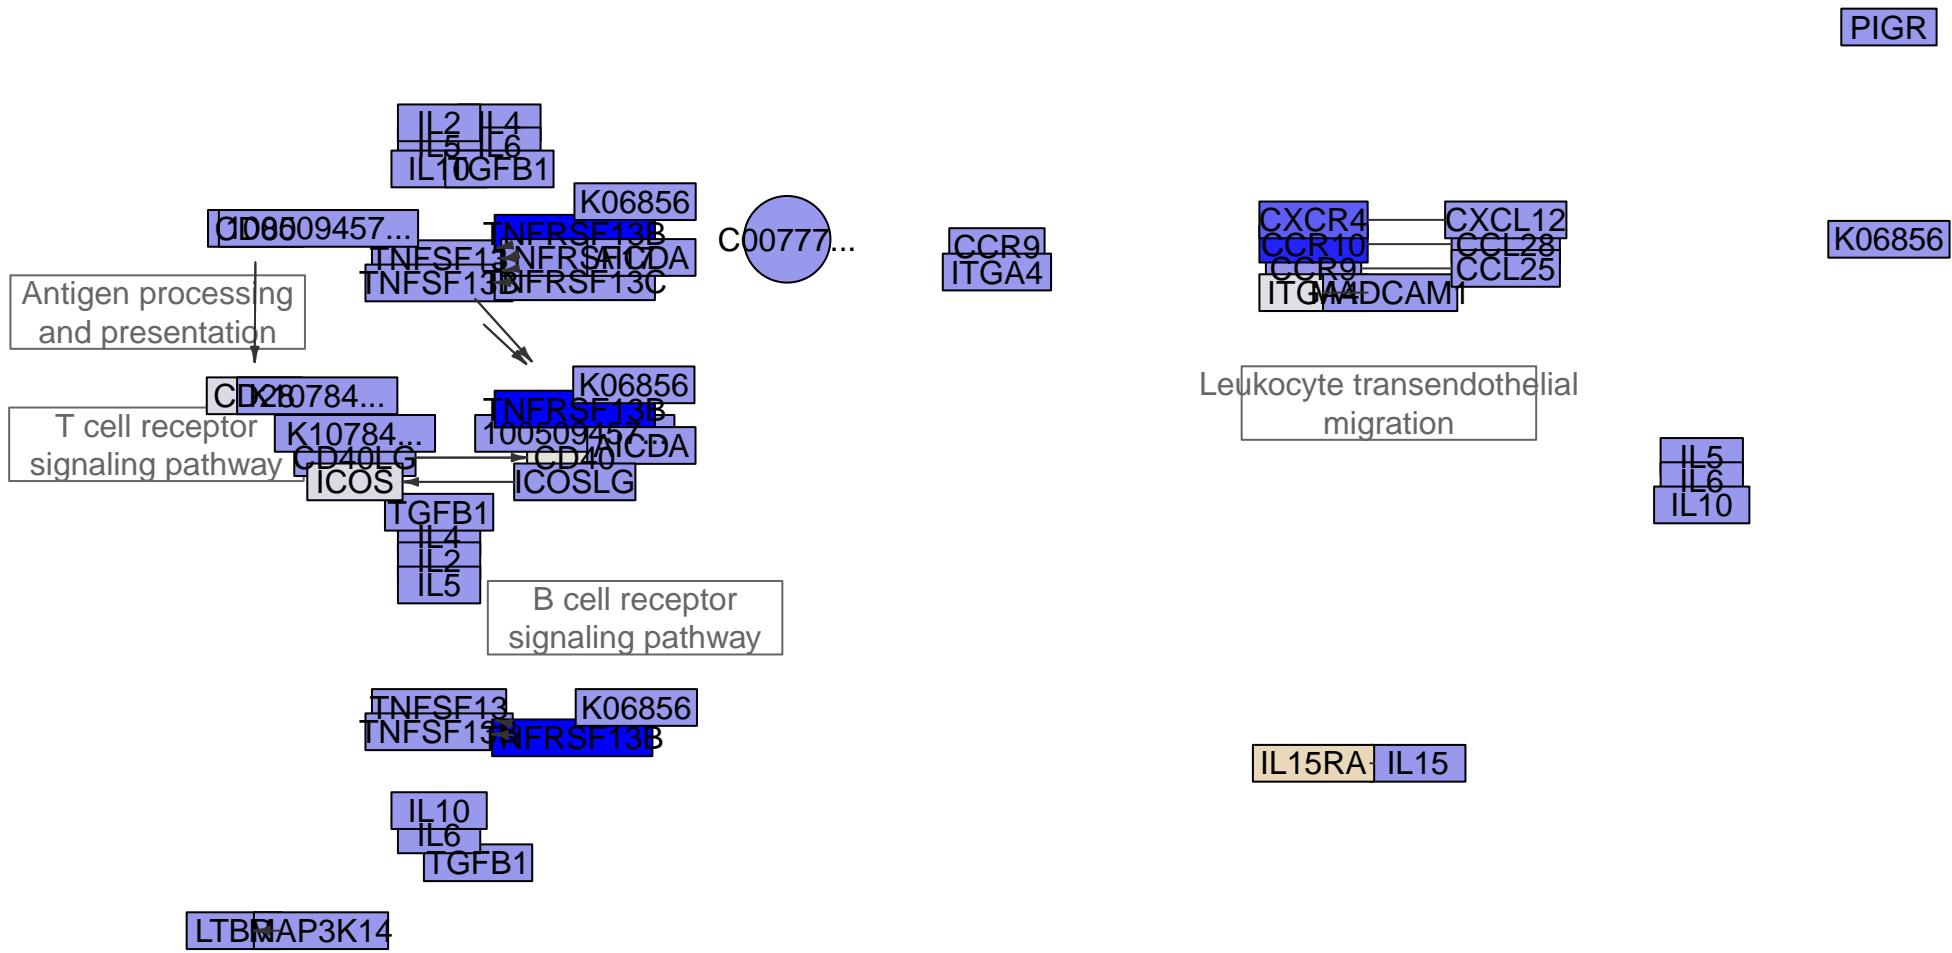 PIGR
IL2
IL4
IL5
IL6
IL10
TGFB1
K06856
CD80
100509457...
TNFRSF13B
TNFSF13
TNFRSF17
AICDA
TNFSF13B
TNFRSF13C
C00777...
CCR9
ITGA4
CXCR4
CXCL12
CCR10
CCL28
CCR9
CCL25
ITGA4
MADCAM1
K06856
Antigen processing
and presentation
CD28
K10784...
K06856
TNFRSF13B
Leukocyte transendothelial
migration
T cell receptor
signaling pathway
K10784...
100509457...
AICDA
CD40LG
CD40
ICOS
ICOSLG
IL5
IL6
IL10
TGFB1
IL4
IL2
IL5
B cell receptor
signaling pathway
TNFSF13
K06856
TNFSF13B
TNFRSF13B
IL15RA
IL15
IL10
IL6
TGFB1
LTBR
MAP3K14